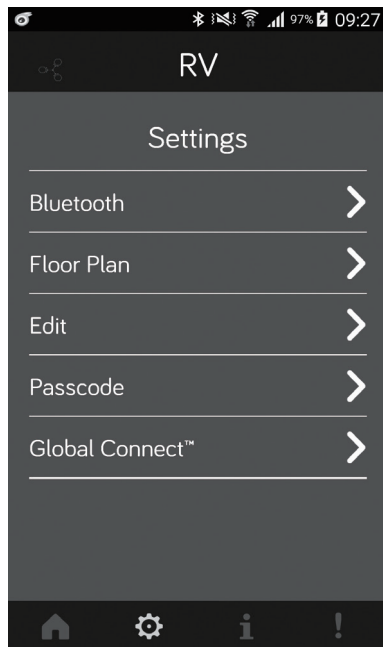 97% 09:27
RV
Settings
Bluetooth
Floor Plan
Edit
Passcode
Global Connect™